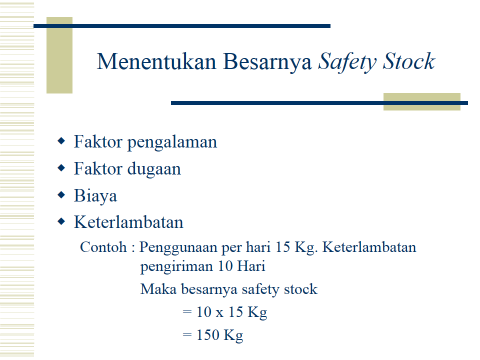 Menentukan Besarnya Safety Stock
Faktor pengalaman
Faktor dugaan
Biaya
Keterlambatan
Contoh : Penggunaan per hari 15 Kg. Keterlambatan
pengiriman 10 Hari
Maka besarnya safety stock
= 10 x 15 Kg
= 150 Kg